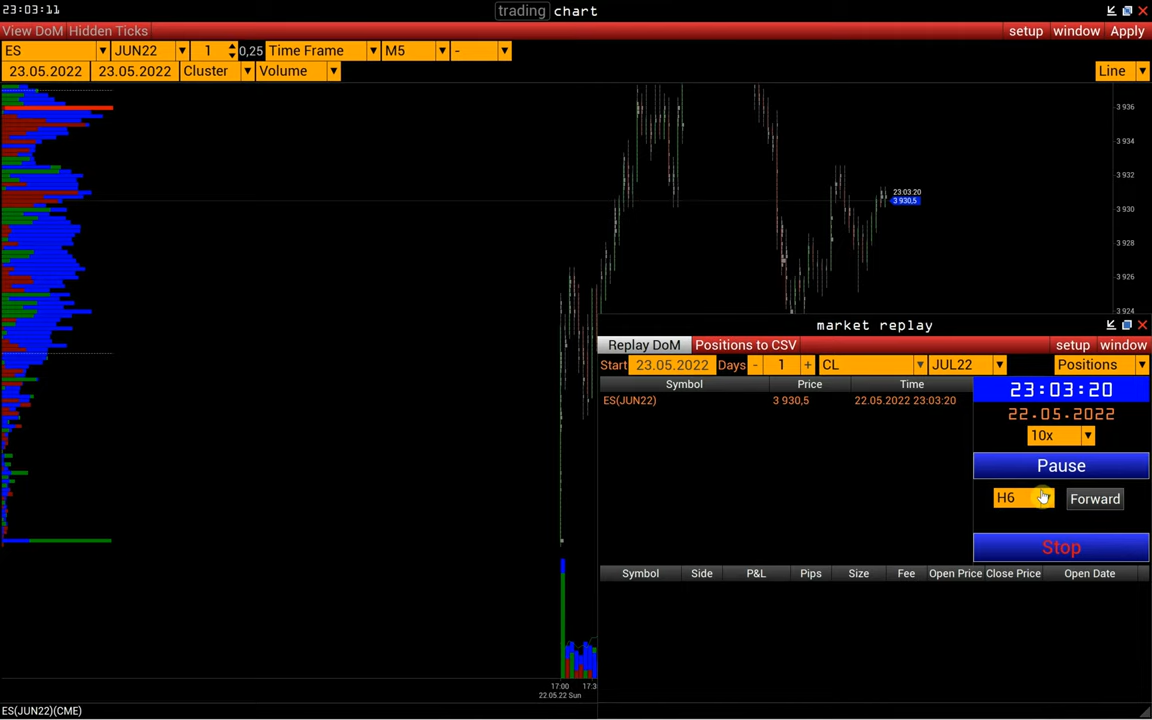 23:03:11 trading chart
View DoM Hidden Ticks setup window Apply
ES JUN22 1 0,25 Time Frame M5 -
23.05.2022 23.05.2022 Cluster Volume Line
3 936
3 934
3 932
23:03:20
3 930,5
3 930
3 928
3 926
3 924
market replay
Replay DoM Positions to CSV setup window
Start 23.05.2022 Days - 1 + CL JUL22 Positions
Symbol Price Time
ES(JUN22) 3 930,5 22.05.2022 23:03:20
23:03:20
22.05.2022
10x
Pause
H6 Forward
Stop
Symbol Side P&L Pips Size Fee Open Price Close Price Open Date
17:00 17:3
22.05.22 Sun
ES(JUN22)(CME)